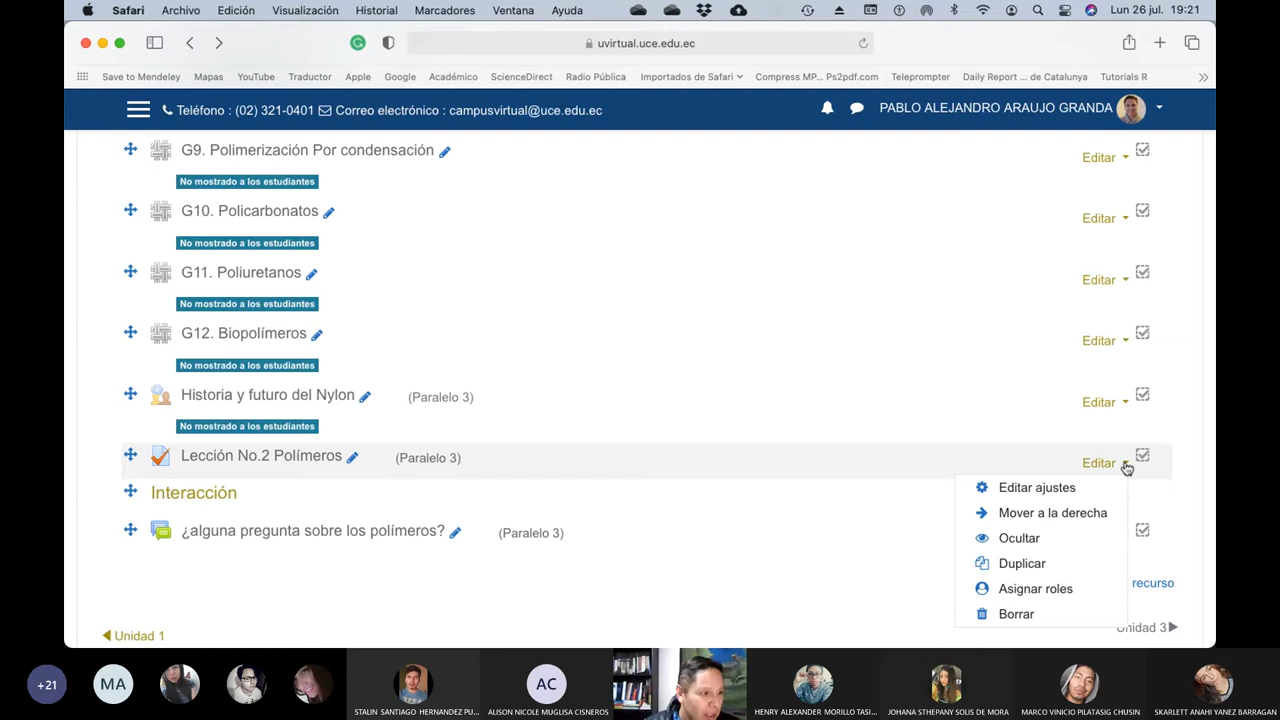 Safari Archivo Edición Visualización Historial Marcadores Ventana Ayuda Lun 26 jul. 19:21
uvirtual.uce.edu.ec
Save to Mendeley Mapas YouTube Traductor Apple Google Académico ScienceDirect Radio Pública Importados de Safari Compress MP... Ps2pdf.com Teleprompter Daily Report ... de Catalunya Tutorials R
Teléfono : (02) 321-0401 Correo electrónico : campusvirtual@uce.edu.ec PABLO ALEJANDRO ARAUJO GRANDA
G9. Polimerización Por condensación Editar
No mostrado a los estudiantes
G10. Policarbonatos Editar
No mostrado a los estudiantes
G11. Poliuretanos Editar
No mostrado a los estudiantes
G12. Biopolímeros Editar
No mostrado a los estudiantes
Historia y futuro del Nylon (Paralelo 3) Editar
No mostrado a los estudiantes
Lección No.2 Polímeros (Paralelo 3) Editar
Editar ajustes
Mover a la derecha
Ocultar
Duplicar
Asignar roles
Borrar
Interacción
¿alguna pregunta sobre los polímeros? (Paralelo 3)
recurso
Unidad 1 Unidad 3
+21 MA AC
STALIN SANTIAGO HERNANDEZ PU... ALISON NICOLE MUGLISA CISNEROS HENRY ALEXANDER MORILLO TASI... JOHANA STHEPANY SOLIS DE MORA MARCO VINICIO PILATASIG CHUSIN SKARLETT ANAHI YANEZ BARRAGAN